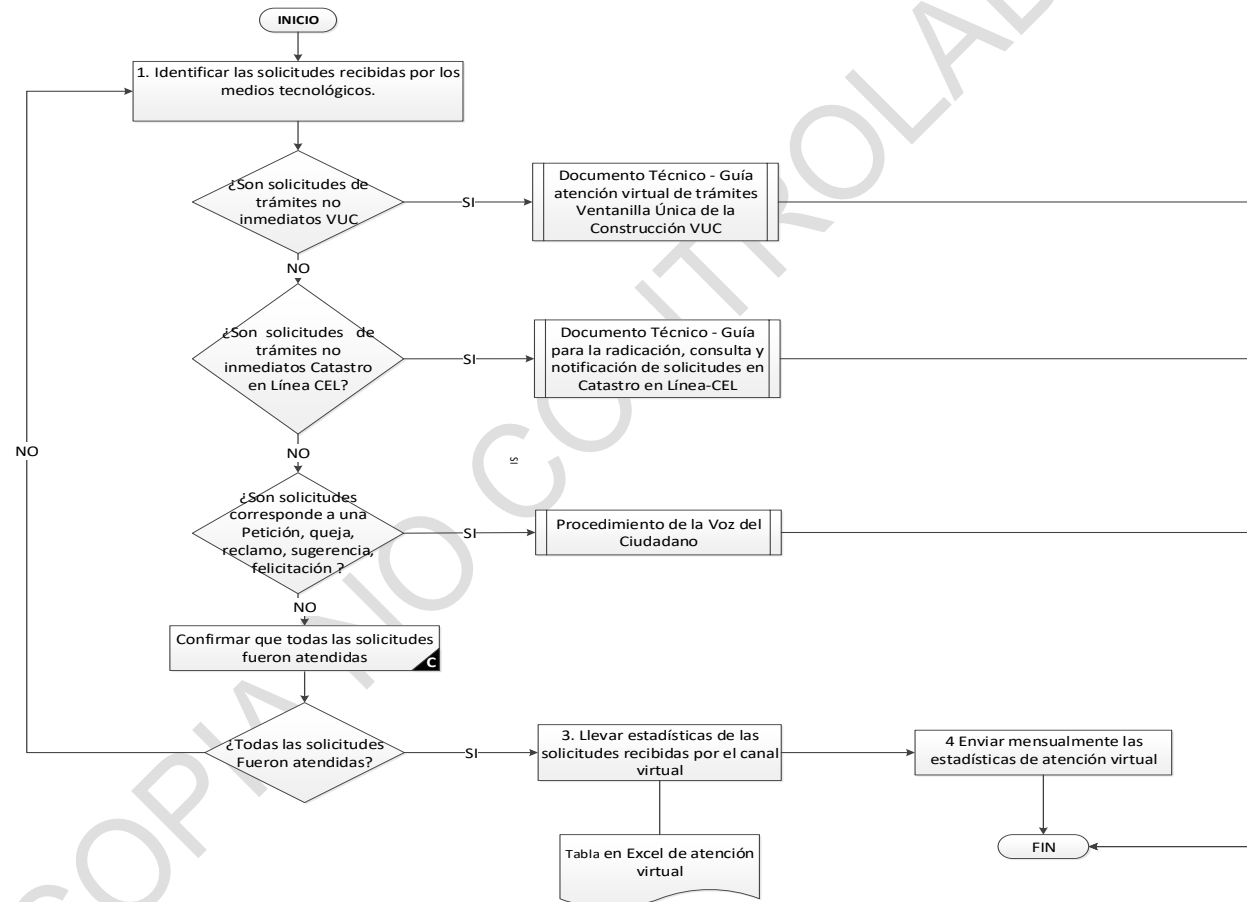 INICIO
1. Identificar las solicitudes recibidas por los
medios tecnológicos.
¿Son solicitudes de
trámites no
inmediatos VUC
SI
Documento Técnico - Guía
atención virtual de trámites
Ventanilla Única de la
Construcción VUC
NO
¿Son solicitudes de
trámites no
inmediatos Catastro
en Línea CEL?
SI
Documento Técnico - Guía
para la radicación, consulta y
notificación de solicitudes en
Catastro en Línea-CEL
NO
NO
SI
¿Son solicitudes
corresponde a una
Petición, queja,
reclamo, sugerencia,
felicitación ?
SI
Procedimiento de la Voz del
Ciudadano
NO
Confirmar que todas las solicitudes
fueron atendidas
C
¿Todas las solicitudes
Fueron atendidas?
SI
3. Llevar estadísticas de las
solicitudes recibidas por el canal
virtual
4 Enviar mensualmente las
estadísticas de atención virtual
Tabla en Excel de atención
virtual
FIN
COPIA NO CONTROLAD